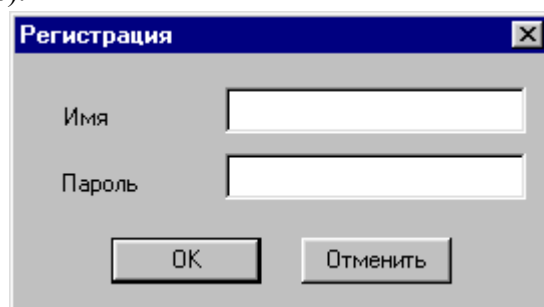 Регистрация
Имя
Пароль
OK
Отменить